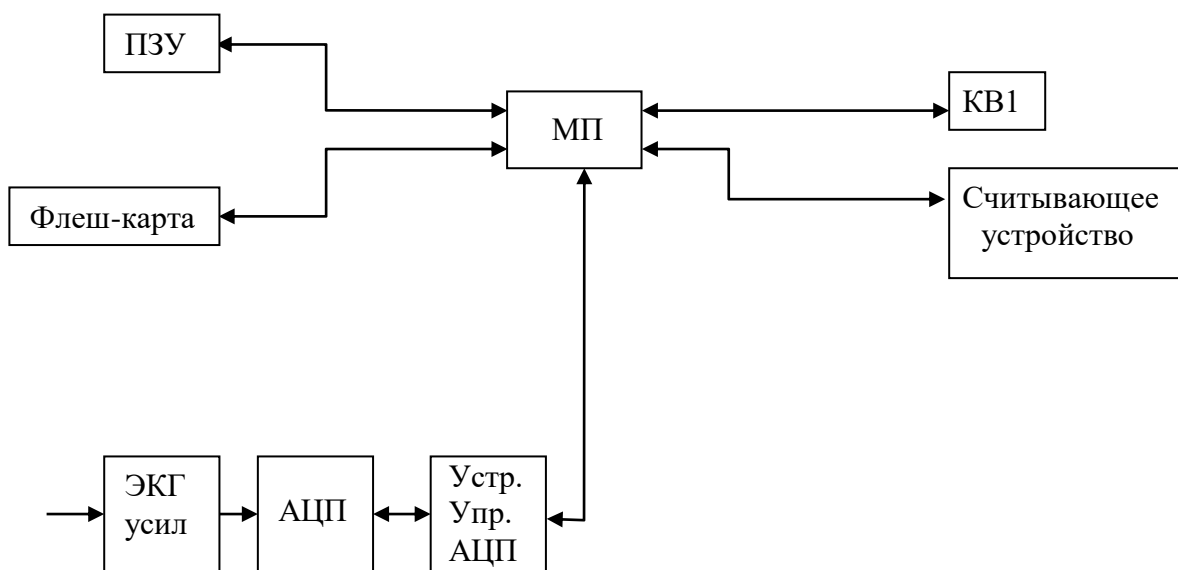 ПЗУ
МП
КВ1
Флеш-карта
Считывающее
устройство
ЭКГ
усил
АЦП
Устр.
Упр.
АЦП